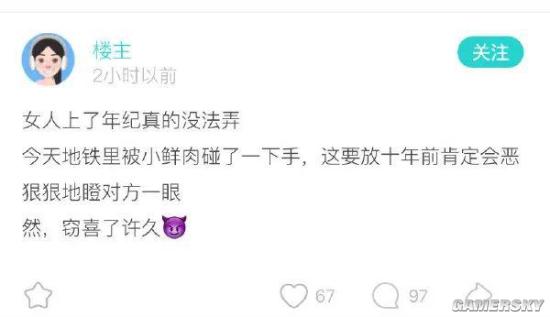 楼主
关注
2小时以前
女人上了年纪真的没法弄
今天地铁里被小鲜肉碰了一下手，这要放十年前肯定会恶
狠狠地瞪对方一眼
然，窃喜了许久😈
67
97
GAMERSKY